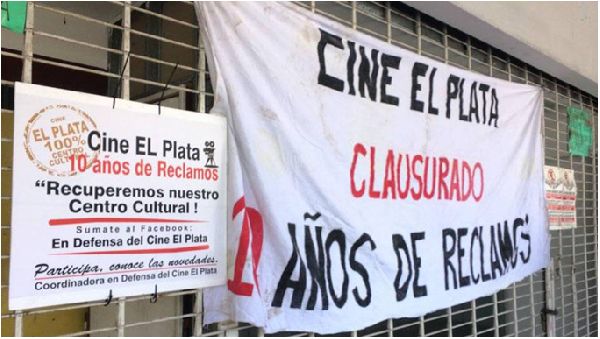 CINE
EL PLATA
100%
CENTRO
CULTURAL
Cine EL Plata
10 años de Reclamos
“Recuperemos nuestro
Centro Cultural !
Sumate al Facebook:
En Defensa del Cine El Plata
Participa, conoce las novedades.
Coordinadora en Defensa del Cine El Plata
CINE EL PLATA
CLAUSURADO
1 AÑOS DE RECLAMOS